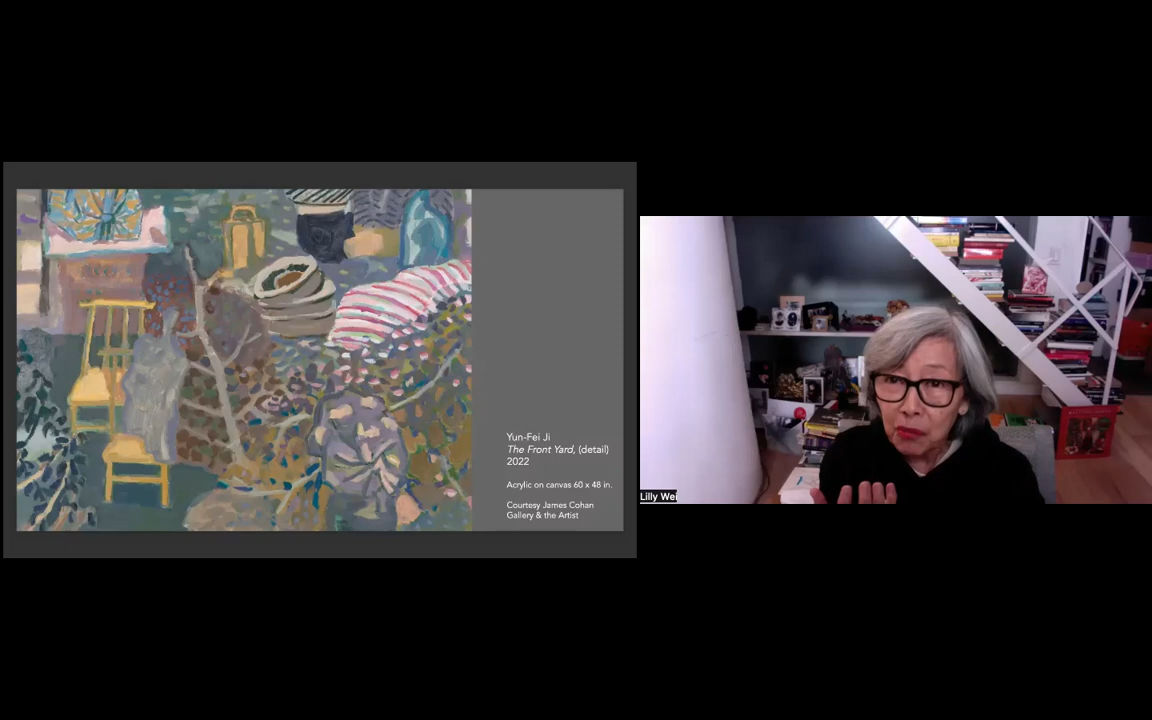 Yun-Fei Ji
The Front Yard, (detail)
2022
Acrylic on canvas 60 x 48 in.
Courtesy James Cohan
Gallery & the Artist
Lilly Wei